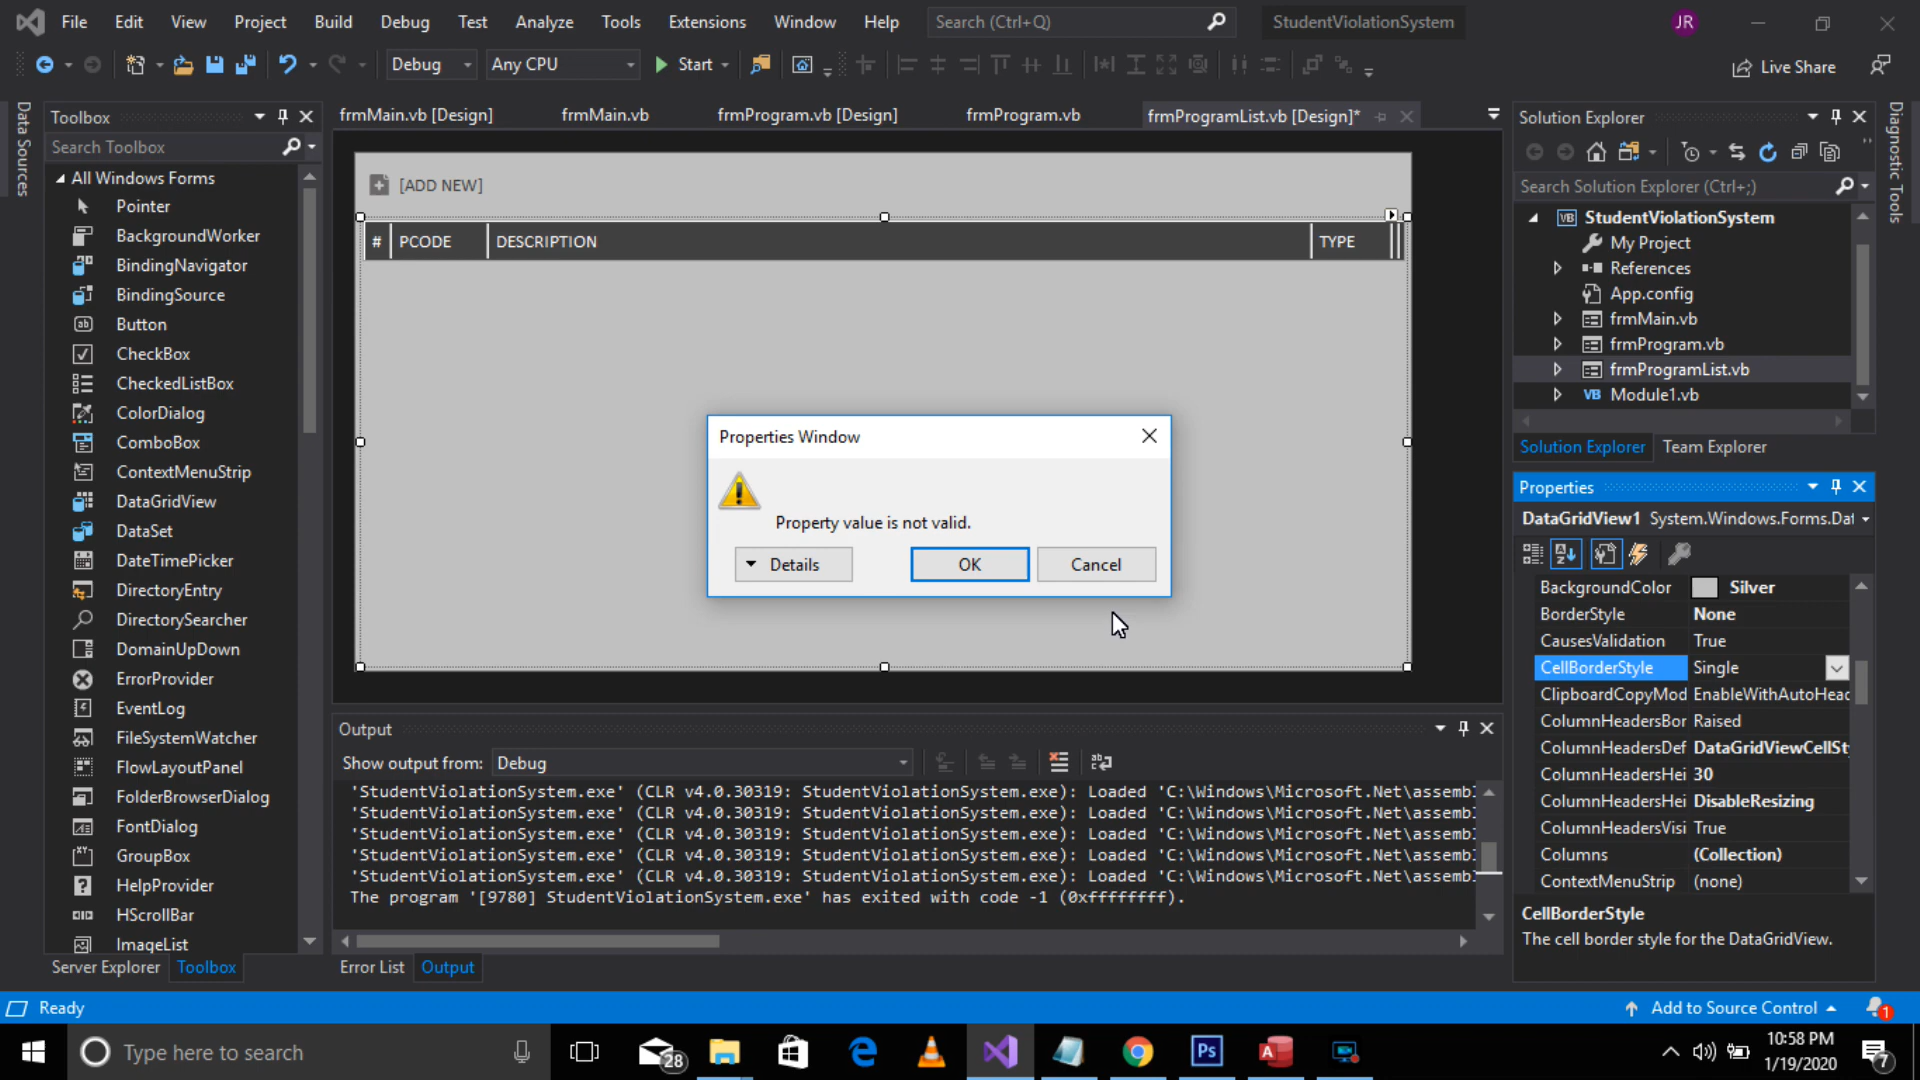 File Edit View Project Build Debug Test Analyze Tools Extensions Window Help Search (Ctrl+Q) StudentViolationSystem JR
Debug Any CPU Start Live Share
Data Sources
Toolbox
Search Toolbox
All Windows Forms
Pointer
BackgroundWorker
BindingNavigator
BindingSource
Button
CheckBox
CheckedListBox
ColorDialog
ComboBox
ContextMenuStrip
DataGridView
DataSet
DateTimePicker
DirectoryEntry
DirectorySearcher
DomainUpDown
ErrorProvider
EventLog
FileSystemWatcher
FlowLayoutPanel
FolderBrowserDialog
FontDialog
GroupBox
HelpProvider
HScrollBar
ImageList
Server Explorer Toolbox
frmMain.vb [Design] frmMain.vb frmProgram.vb [Design] frmProgram.vb frmProgramList.vb [Design]*
[ADD NEW]
# PCODE DESCRIPTION TYPE
Properties Window
Property value is not valid.
Details OK Cancel
Output
Show output from: Debug
'StudentViolationSystem.exe' (CLR v4.0.30319: StudentViolationSystem.exe): Loaded 'C:\Windows\Microsoft.Net\assembl
'StudentViolationSystem.exe' (CLR v4.0.30319: StudentViolationSystem.exe): Loaded 'C:\Windows\Microsoft.Net\assembl
'StudentViolationSystem.exe' (CLR v4.0.30319: StudentViolationSystem.exe): Loaded 'C:\Windows\Microsoft.Net\assembl
'StudentViolationSystem.exe' (CLR v4.0.30319: StudentViolationSystem.exe): Loaded 'C:\Windows\Microsoft.Net\assembl
'StudentViolationSystem.exe' (CLR v4.0.30319: StudentViolationSystem.exe): Loaded 'C:\Windows\Microsoft.Net\assembl
The program '[9780] StudentViolationSystem.exe' has exited with code -1 (0xffffffff).
Error List Output
Solution Explorer
Search Solution Explorer (Ctrl+;)
VB StudentViolationSystem
My Project
References
App.config
frmMain.vb
frmProgram.vb
frmProgramList.vb
VB Module1.vb
Solution Explorer Team Explorer
Diagnostic Tools
Properties
DataGridView1 System.Windows.Forms.Dat
BackgroundColor Silver
BorderStyle None
CausesValidation True
CellBorderStyle Single
ClipboardCopyMod EnableWithAutoHead
ColumnHeadersBor Raised
ColumnHeadersDef DataGridViewCellSty
ColumnHeadersHei 30
ColumnHeadersHei DisableResizing
ColumnHeadersVisi True
Columns (Collection)
ContextMenuStrip (none)
CellBorderStyle
The cell border style for the DataGridView.
Ready Add to Source Control 1
Type here to search 28 Ps A 10:58 PM
1/19/2020 7